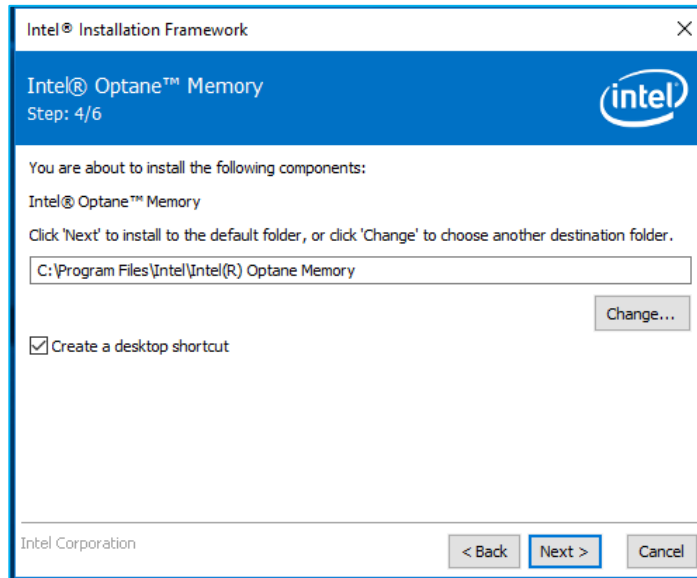 Intel® Installation Framework
Intel® Optane™ Memory
Step: 4/6
intel
You are about to install the following components:
Intel® Optane™ Memory
Click 'Next' to install to the default folder, or click 'Change' to choose another destination folder.
C:\Program Files\Intel\Intel(R) Optane Memory
Change...
Create a desktop shortcut
Intel Corporation
< Back Next > Cancel